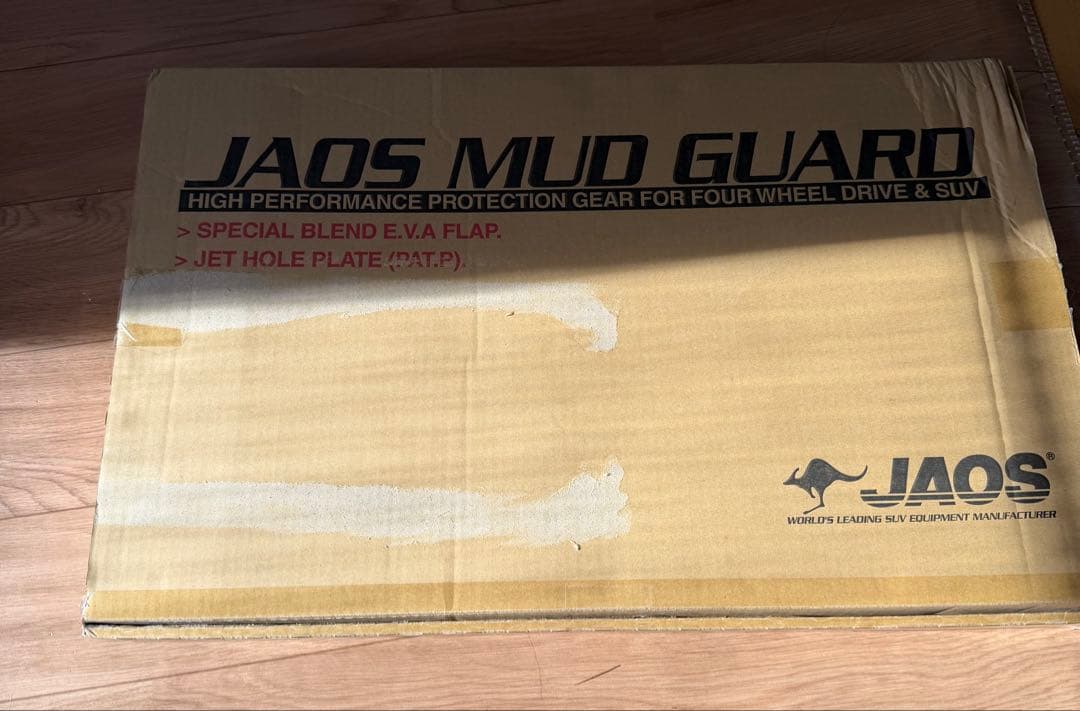 JAOS MUD GUARD
HIGH PERFORMANCE PROTECTION GEAR FOR FOUR WHEEL DRIVE & SUV
> SPECIAL BLEND E.V.A FLAP.
> JET HOLE PLATE (PAT.P).
JAOS®
WORLD'S LEADING SUV EQUIPMENT MANUFACTURER